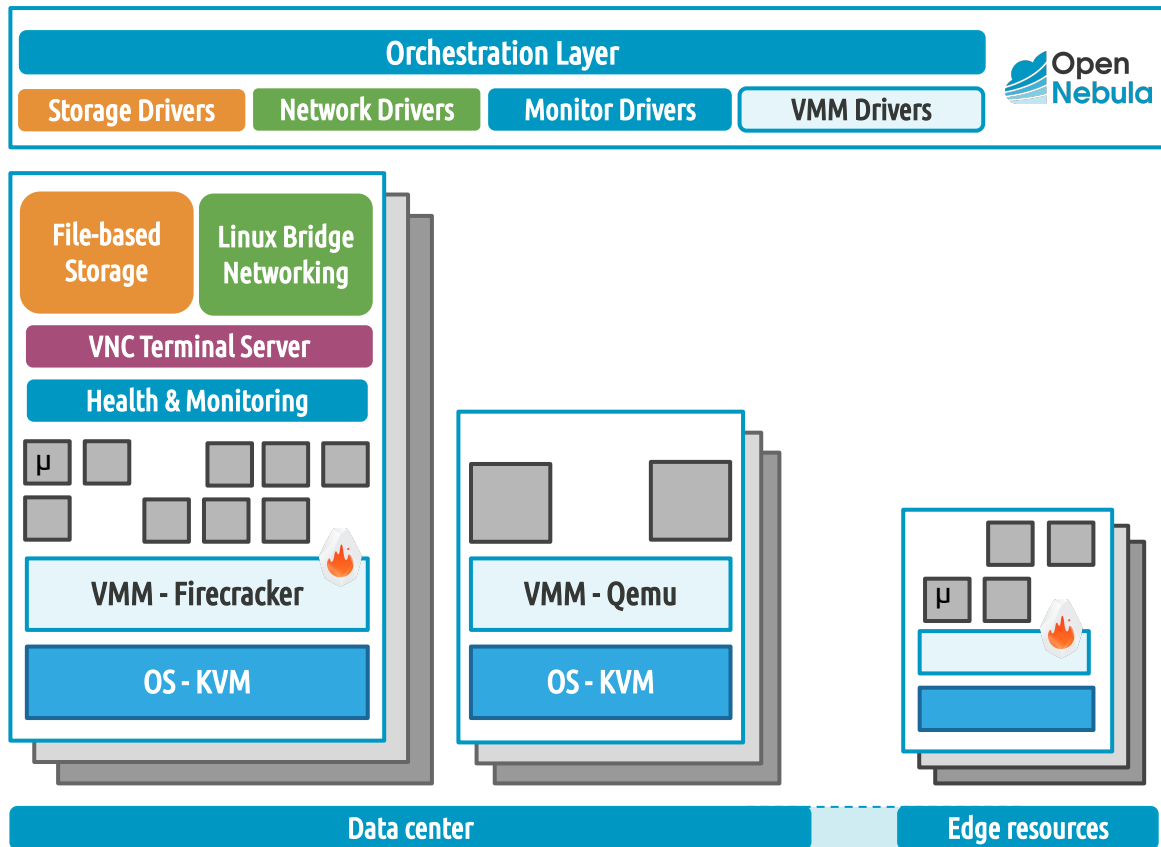 Orchestration Layer
Open
Nebula
Storage Drivers
Network Drivers
Monitor Drivers
VMM Drivers
File-based
Storage
Linux Bridge
Networking
VNC Terminal Server
Health & Monitoring
μ
VMM - Firecracker
OS - KVM
VMM - Qemu
OS - KVM
μ
Data center
Edge resources